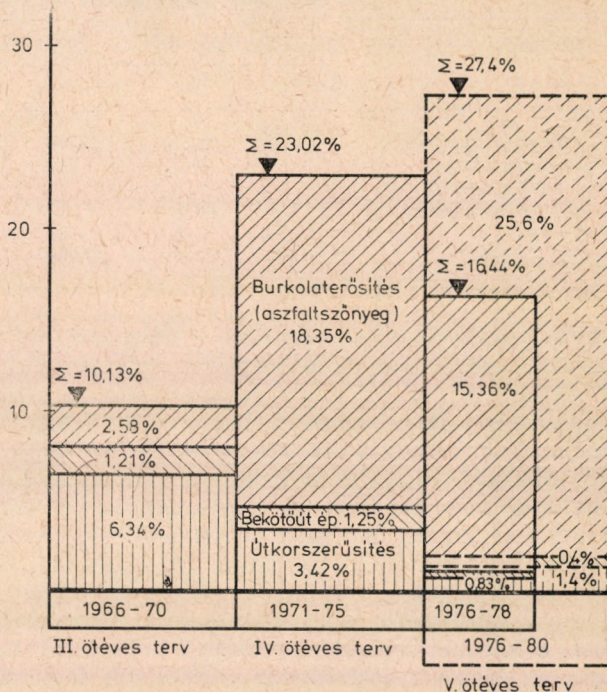 30
Σ=27,4%
Σ=23,02%
20
25,6%
Σ=16,44%
Burkolaterősítés
(aszfaltszőnyeg)
18,35%
Σ=10,13%
15,36%
10
2,58%
1,21%
Bekötőút ép. 1,25%
6,34%
Útkorszerűsítés
3,42%
0,4%
0,83%
1,4%
1966-70
1971-75
1976-78
1976-80
III. ötéves terv
IV. ötéves terv
V. ötéves terv